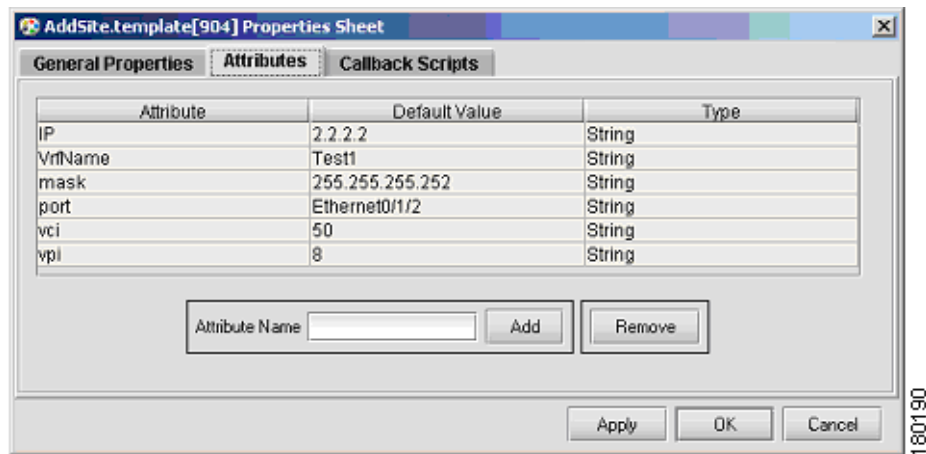 AddSite.template[904] Properties Sheet
General Properties Attributes Callback Scripts
Attribute Default Value Type
IP 2.2.2.2 String
VrfName Test1 String
mask 255.255.255.252 String
port Ethernet0/1/2 String
vci 50 String
vpi 8 String
Attribute Name Add Remove
Apply OK Cancel
180190